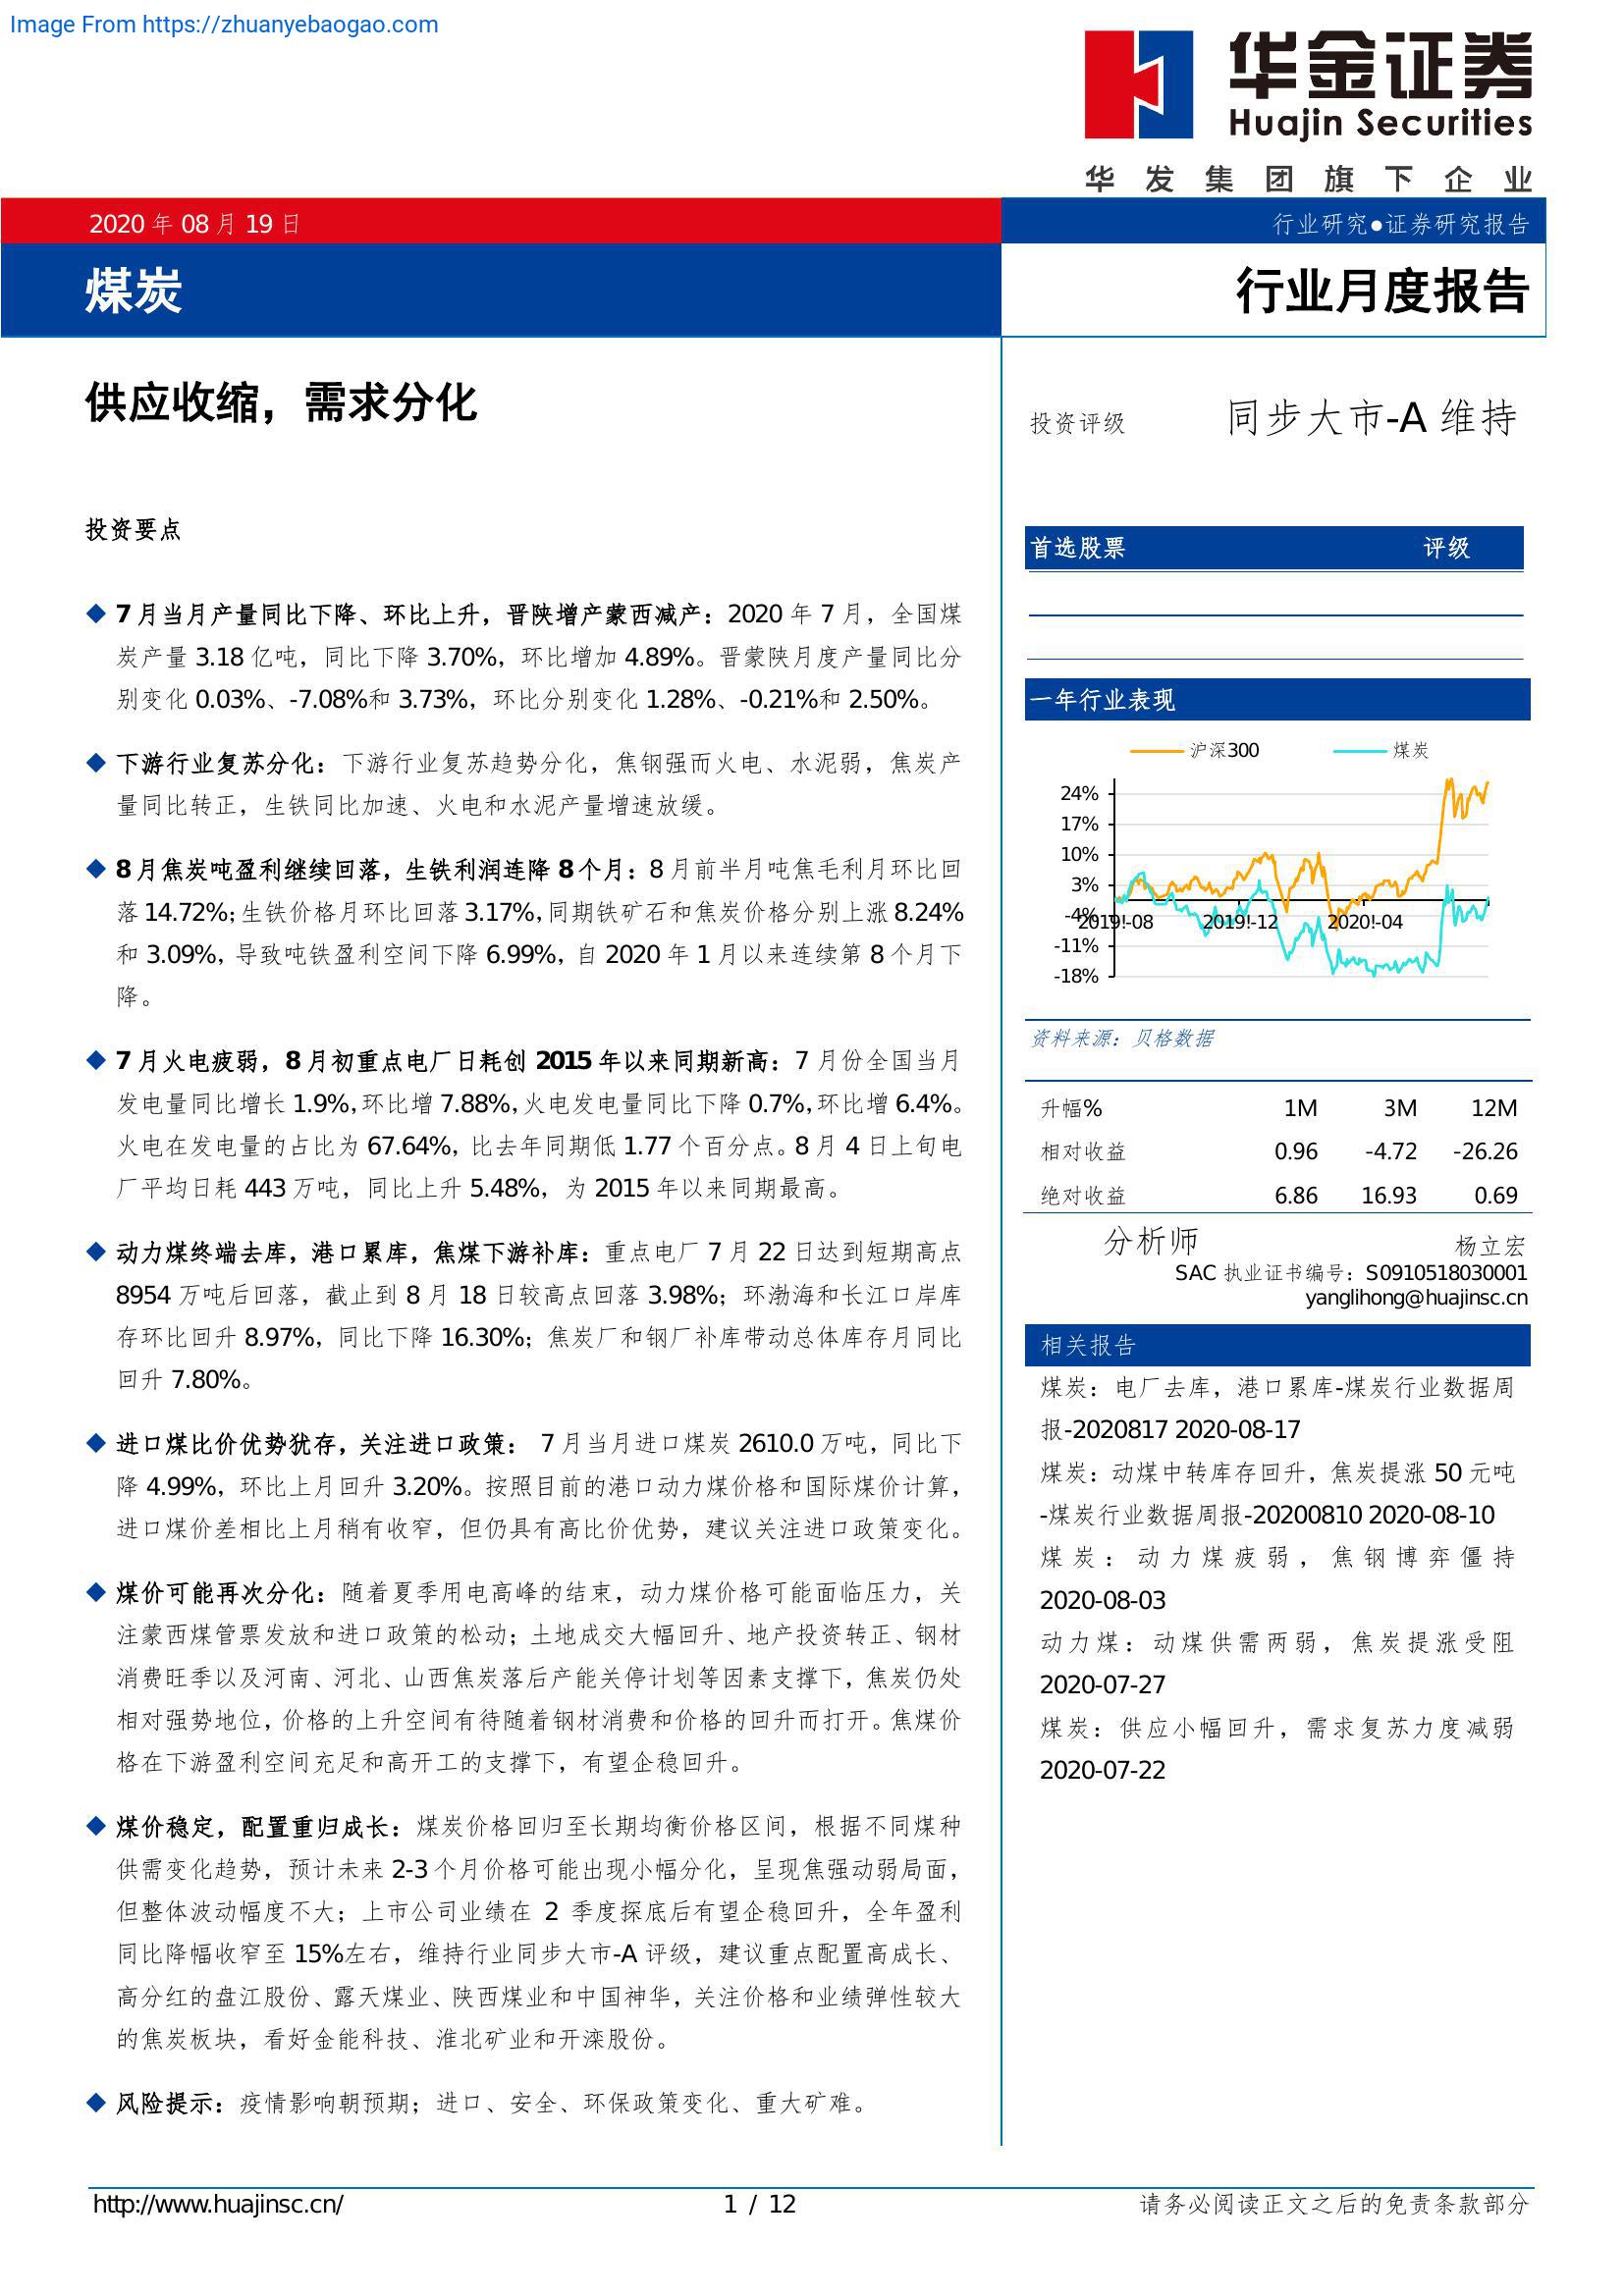 Image From https://zhuanyebaogao.com
华金证券
Huajin Securities
华发集团旗下企业
2020 年 08 月 19 日
行业研究●证券研究报告
煤炭
行业月度报告
供应收缩，需求分化
投资要点
◆ 7 月当月产量同比下降、环比上升，晋陕增产蒙西减产：2020 年 7 月，全国煤
炭产量 3.18 亿吨，同比下降 3.70%，环比增加 4.89%。晋蒙陕月度产量同比分
别变化 0.03%、-7.08%和 3.73%，环比分别变化 1.28%、-0.21%和 2.50%。
◆ 下游行业复苏分化：下游行业复苏趋势分化，焦钢强而火电、水泥弱，焦炭产
量同比转正，生铁同比加速、火电和水泥产量增速放缓。
◆ 8 月焦炭吨盈利继续回落，生铁利润连降 8 个月：8 月前半月吨焦毛利月环比回
落 14.72%；生铁价格月环比回落 3.17%，同期铁矿石和焦炭价格分别上涨 8.24%
和 3.09%，导致吨铁盈利空间下降 6.99%，自 2020 年 1 月以来连续第 8 个月下
降。
◆ 7 月火电疲弱，8 月初重点电厂日耗创 2015 年以来同期新高：7 月份全国当月
发电量同比增长 1.9%，环比增 7.88%，火电发电量同比下降 0.7%，环比增 6.4%。
火电在发电量的占比为 67.64%，比去年同期低 1.77 个百分点。8 月 4 日上旬电
厂平均日耗 443 万吨，同比上升 5.48%，为 2015 年以来同期最高。
◆ 动力煤终端去库，港口累库，焦煤下游补库：重点电厂 7 月 22 日达到短期高点
8954 万吨后回落，截止到 8 月 18 日较高点回落 3.98%；环渤海和长江口岸库
存环比回升 8.97%，同比下降 16.30%；焦炭厂和钢厂补库带动总体库存月同比
回升 7.80%。
◆ 进口煤比价优势犹存，关注进口政策： 7 月当月进口煤炭 2610.0 万吨，同比下
降 4.99%，环比上月回升 3.20%。按照目前的港口动力煤价格和国际煤价计算，
进口煤价差相比上月稍有收窄，但仍具有高比价优势，建议关注进口政策变化。
◆ 煤价可能再次分化：随着夏季用电高峰的结束，动力煤价格可能面临压力，关
注蒙西煤管票发放和进口政策的松动；土地成交大幅回升、地产投资转正、钢材
消费旺季以及河南、河北、山西焦炭落后产能关停计划等因素支撑下，焦炭仍处
相对强势地位，价格的上升空间有待随着钢材消费和价格的回升而打开。焦煤价
格在下游盈利空间充足和高开工的支撑下，有望企稳回升。
◆ 煤价稳定，配置重归成长：煤炭价格回归至长期均衡价格区间，根据不同煤种
供需变化趋势，预计未来 2-3 个月价格可能出现小幅分化，呈现焦强动弱局面，
但整体波动幅度不大；上市公司业绩在 2 季度探底后有望企稳回升，全年盈利
同比降幅收窄至 15%左右，维持行业同步大市-A 评级，建议重点配置高成长、
高分红的盘江股份、露天煤业、陕西煤业和中国神华，关注价格和业绩弹性较大
的焦炭板块，看好金能科技、淮北矿业和开滦股份。
◆ 风险提示：疫情影响朝预期；进口、安全、环保政策变化、重大矿难。
投资评级 同步大市-A 维持
首选股票 评级
一年行业表现
沪深300 煤炭
24%
17%
10%
3%
-4%
-11%
-18%
2019!-08 2019!-12 2020!-04
资料来源：贝格数据
升幅% 1M 3M 12M
相对收益 0.96 -4.72 -26.26
绝对收益 6.86 16.93 0.69
分析师 杨立宏
SAC 执业证书编号：S0910518030001
yanglihong@huajinsc.cn
相关报告
煤炭：电厂去库，港口累库-煤炭行业数据周
报-2020817 2020-08-17
煤炭：动煤中转库存回升，焦炭提涨 50 元吨
-煤炭行业数据周报-20200810 2020-08-10
煤炭：动力煤疲弱，焦钢博弈僵持
2020-08-03
动力煤：动煤供需两弱，焦炭提涨受阻
2020-07-27
煤炭：供应小幅回升，需求复苏力度减弱
2020-07-22
http://www.huajinsc.cn/ 1 / 12 请务必阅读正文之后的免责条款部分